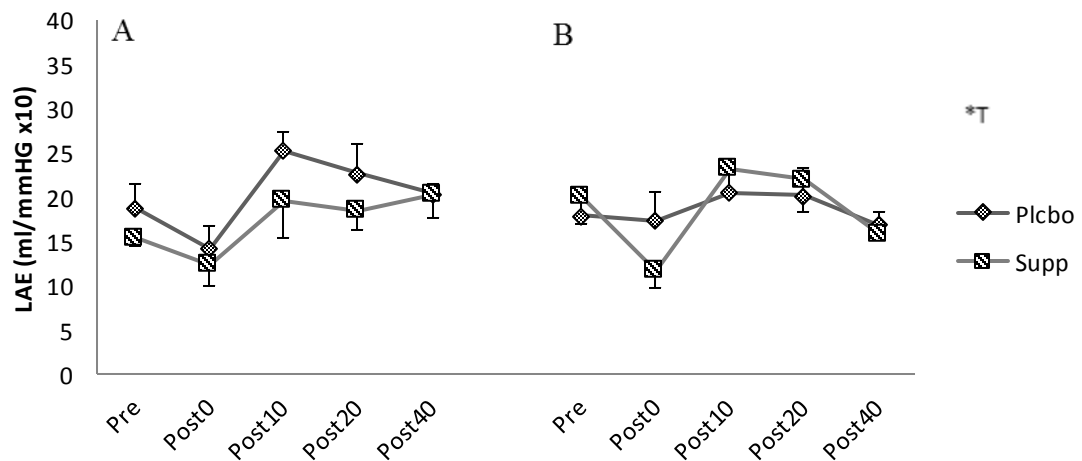 LAE (ml/mmHG x10)
40
35
30
25
20
15
10
5
0
A
B
*T
Plcbo
Supp
Pre
Post0
Post10
Post20
Post40
Pre
Post0
Post10
Post20
Post40